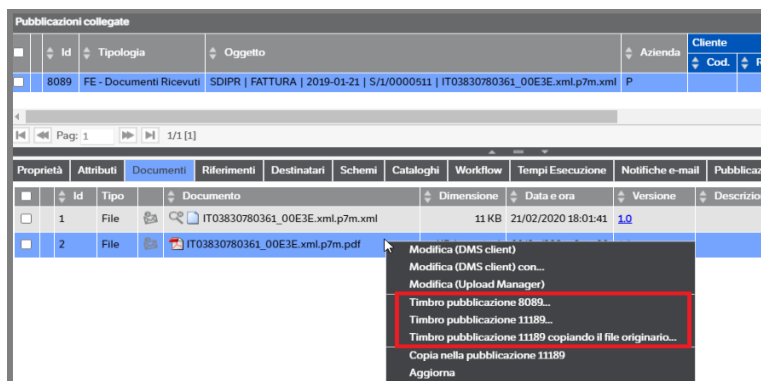 Pubblicazioni collegate
Id Tipologia Oggetto Azienda Cliente
Cod. R
8089 FE - Documenti Ricevuti SDIPR | FATTURA | 2019-01-21 | S/1/0000511 | IT03830780361_00E3E.xml.p7m.xml P
Pag: 1 1/1 [1]
Proprietà Attributi Documenti Riferimenti Destinatari Schemi Cataloghi Workflow Tempi Esecuzione Notifiche e-mail Pubblicaz
Id Tipo Documento Dimensione Data e ora Versione Descrizio
1 File IT03830780361_00E3E.xml.p7m.xml 11 KB 21/02/2020 18:01:41 1.0
2 File IT03830780361_00E3E.xml.p7m.pdf
Modifica (DMS client)
Modifica (DMS client) con...
Modifica (Upload Manager)
Timbro pubblicazione 8089...
Timbro pubblicazione 11189...
Timbro pubblicazione 11189 copiando il file originario...
Copia nella pubblicazione 11189
Aggiorna